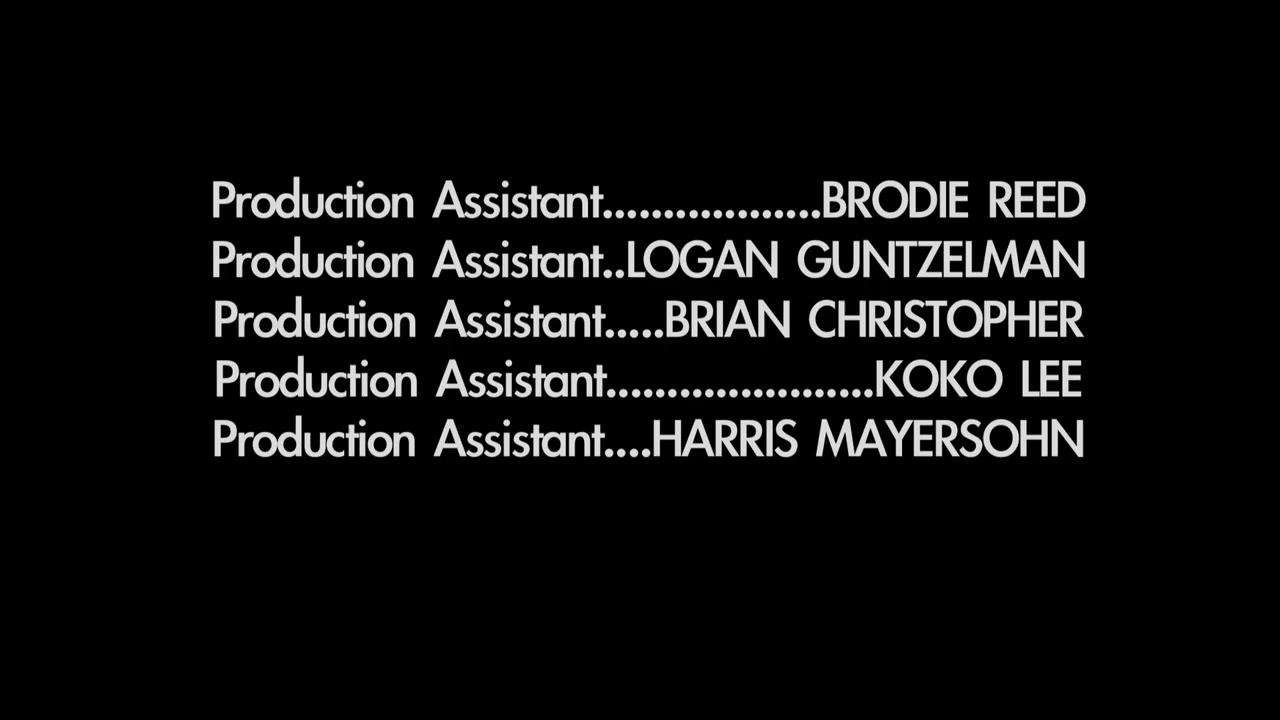 Production Assistant..................BRODIE REED
Production Assistant..LOGAN GUNTZELMAN
Production Assistant.....BRIAN CHRISTOPHER
Production Assistant......................KOKO LEE
Production Assistant....HARRIS MAYERSOHN